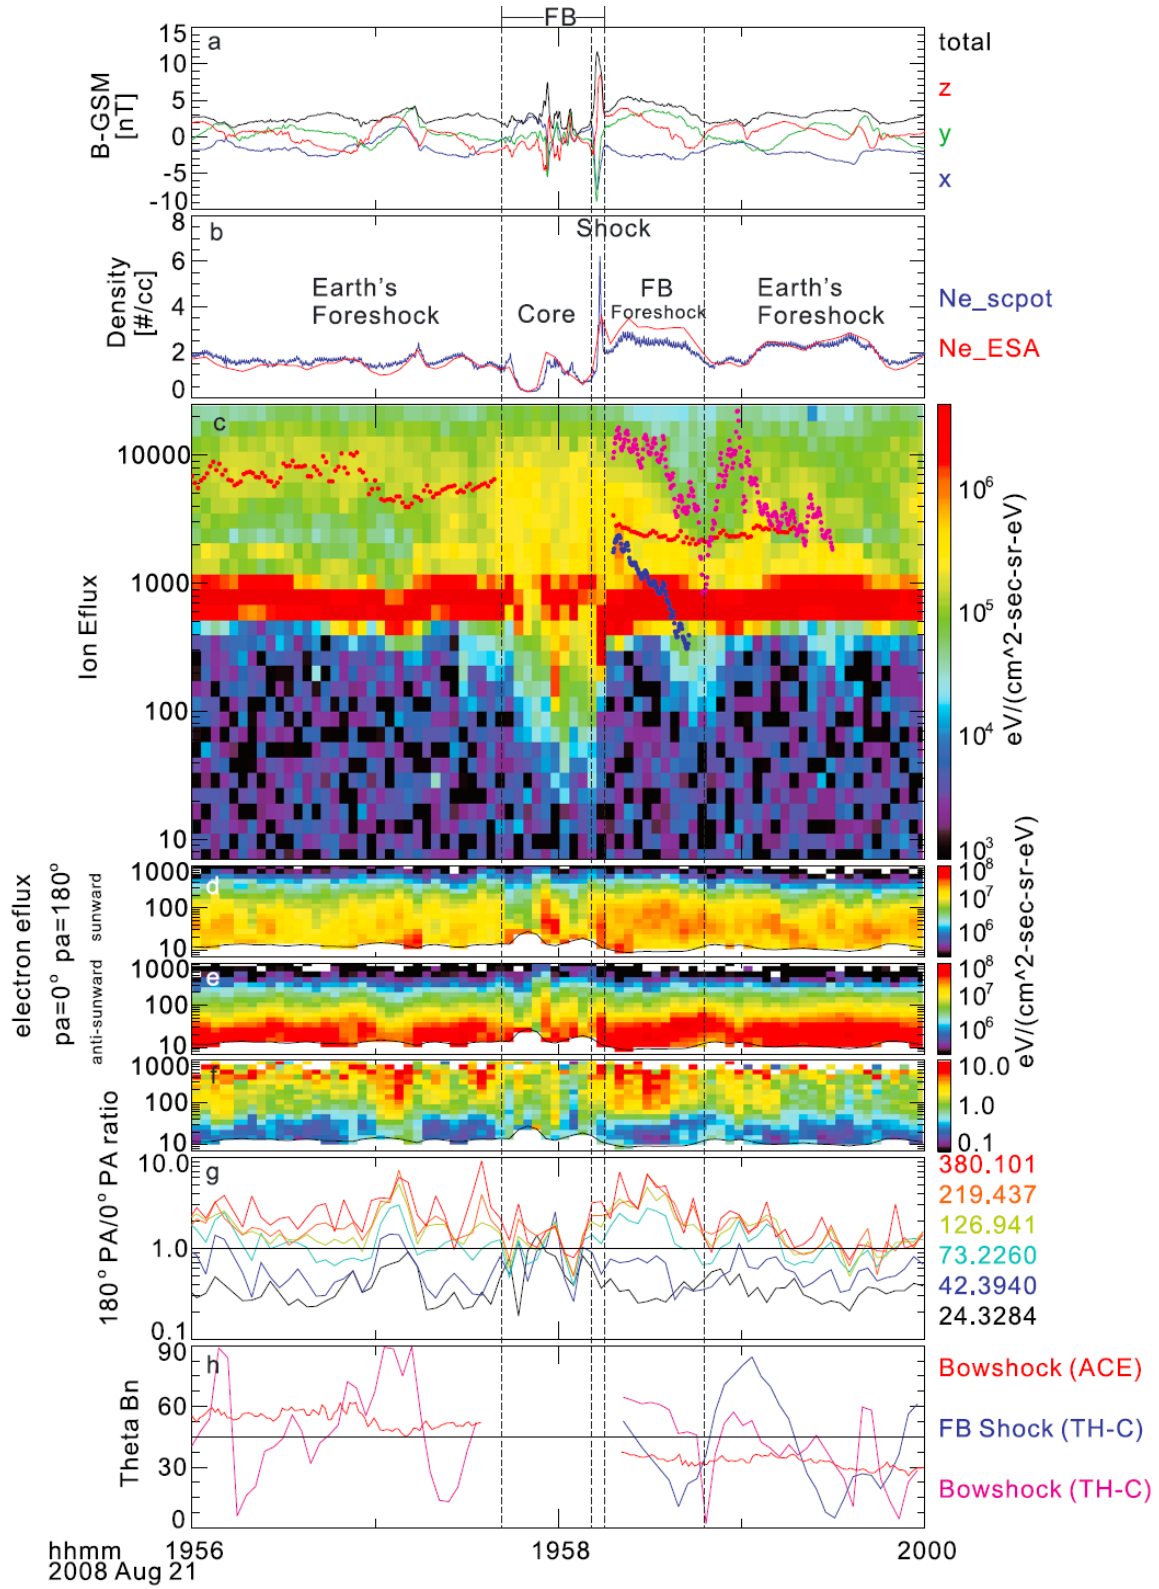 FB
15
10
5
0
-5
-10
B-GSM
[nT]
a
total
z
y
x
8
6
4
2
0
Density
[#/cc]
b
Shock
Earth's
Foreshock
Core
FB
Foreshock
Earth's
Foreshock
Ne_scpot
Ne_ESA
10000
1000
100
10
Ion Eflux
c
10^6
10^5
10^4
10^3
eV/(cm^2-sec-sr-eV)
electron eflux
pa=0° pa=180°
anti-sunward sunward
1000
100
10
d
10^8
10^7
10^6
1000
100
10
e
10^8
10^7
10^6
eV/(cm^2-sec-sr-eV)
1000
100
10
f
10.0
1.0
0.1
180° PA/0° PA ratio
10.0
1.0
0.1
g
380.101
219.437
126.941
73.2260
42.3940
24.3284
90
60
30
0
Theta Bn
h
Bowshock (ACE)
FB Shock (TH-C)
Bowshock (TH-C)
hhmm 1956 1958 2000
2008 Aug 21